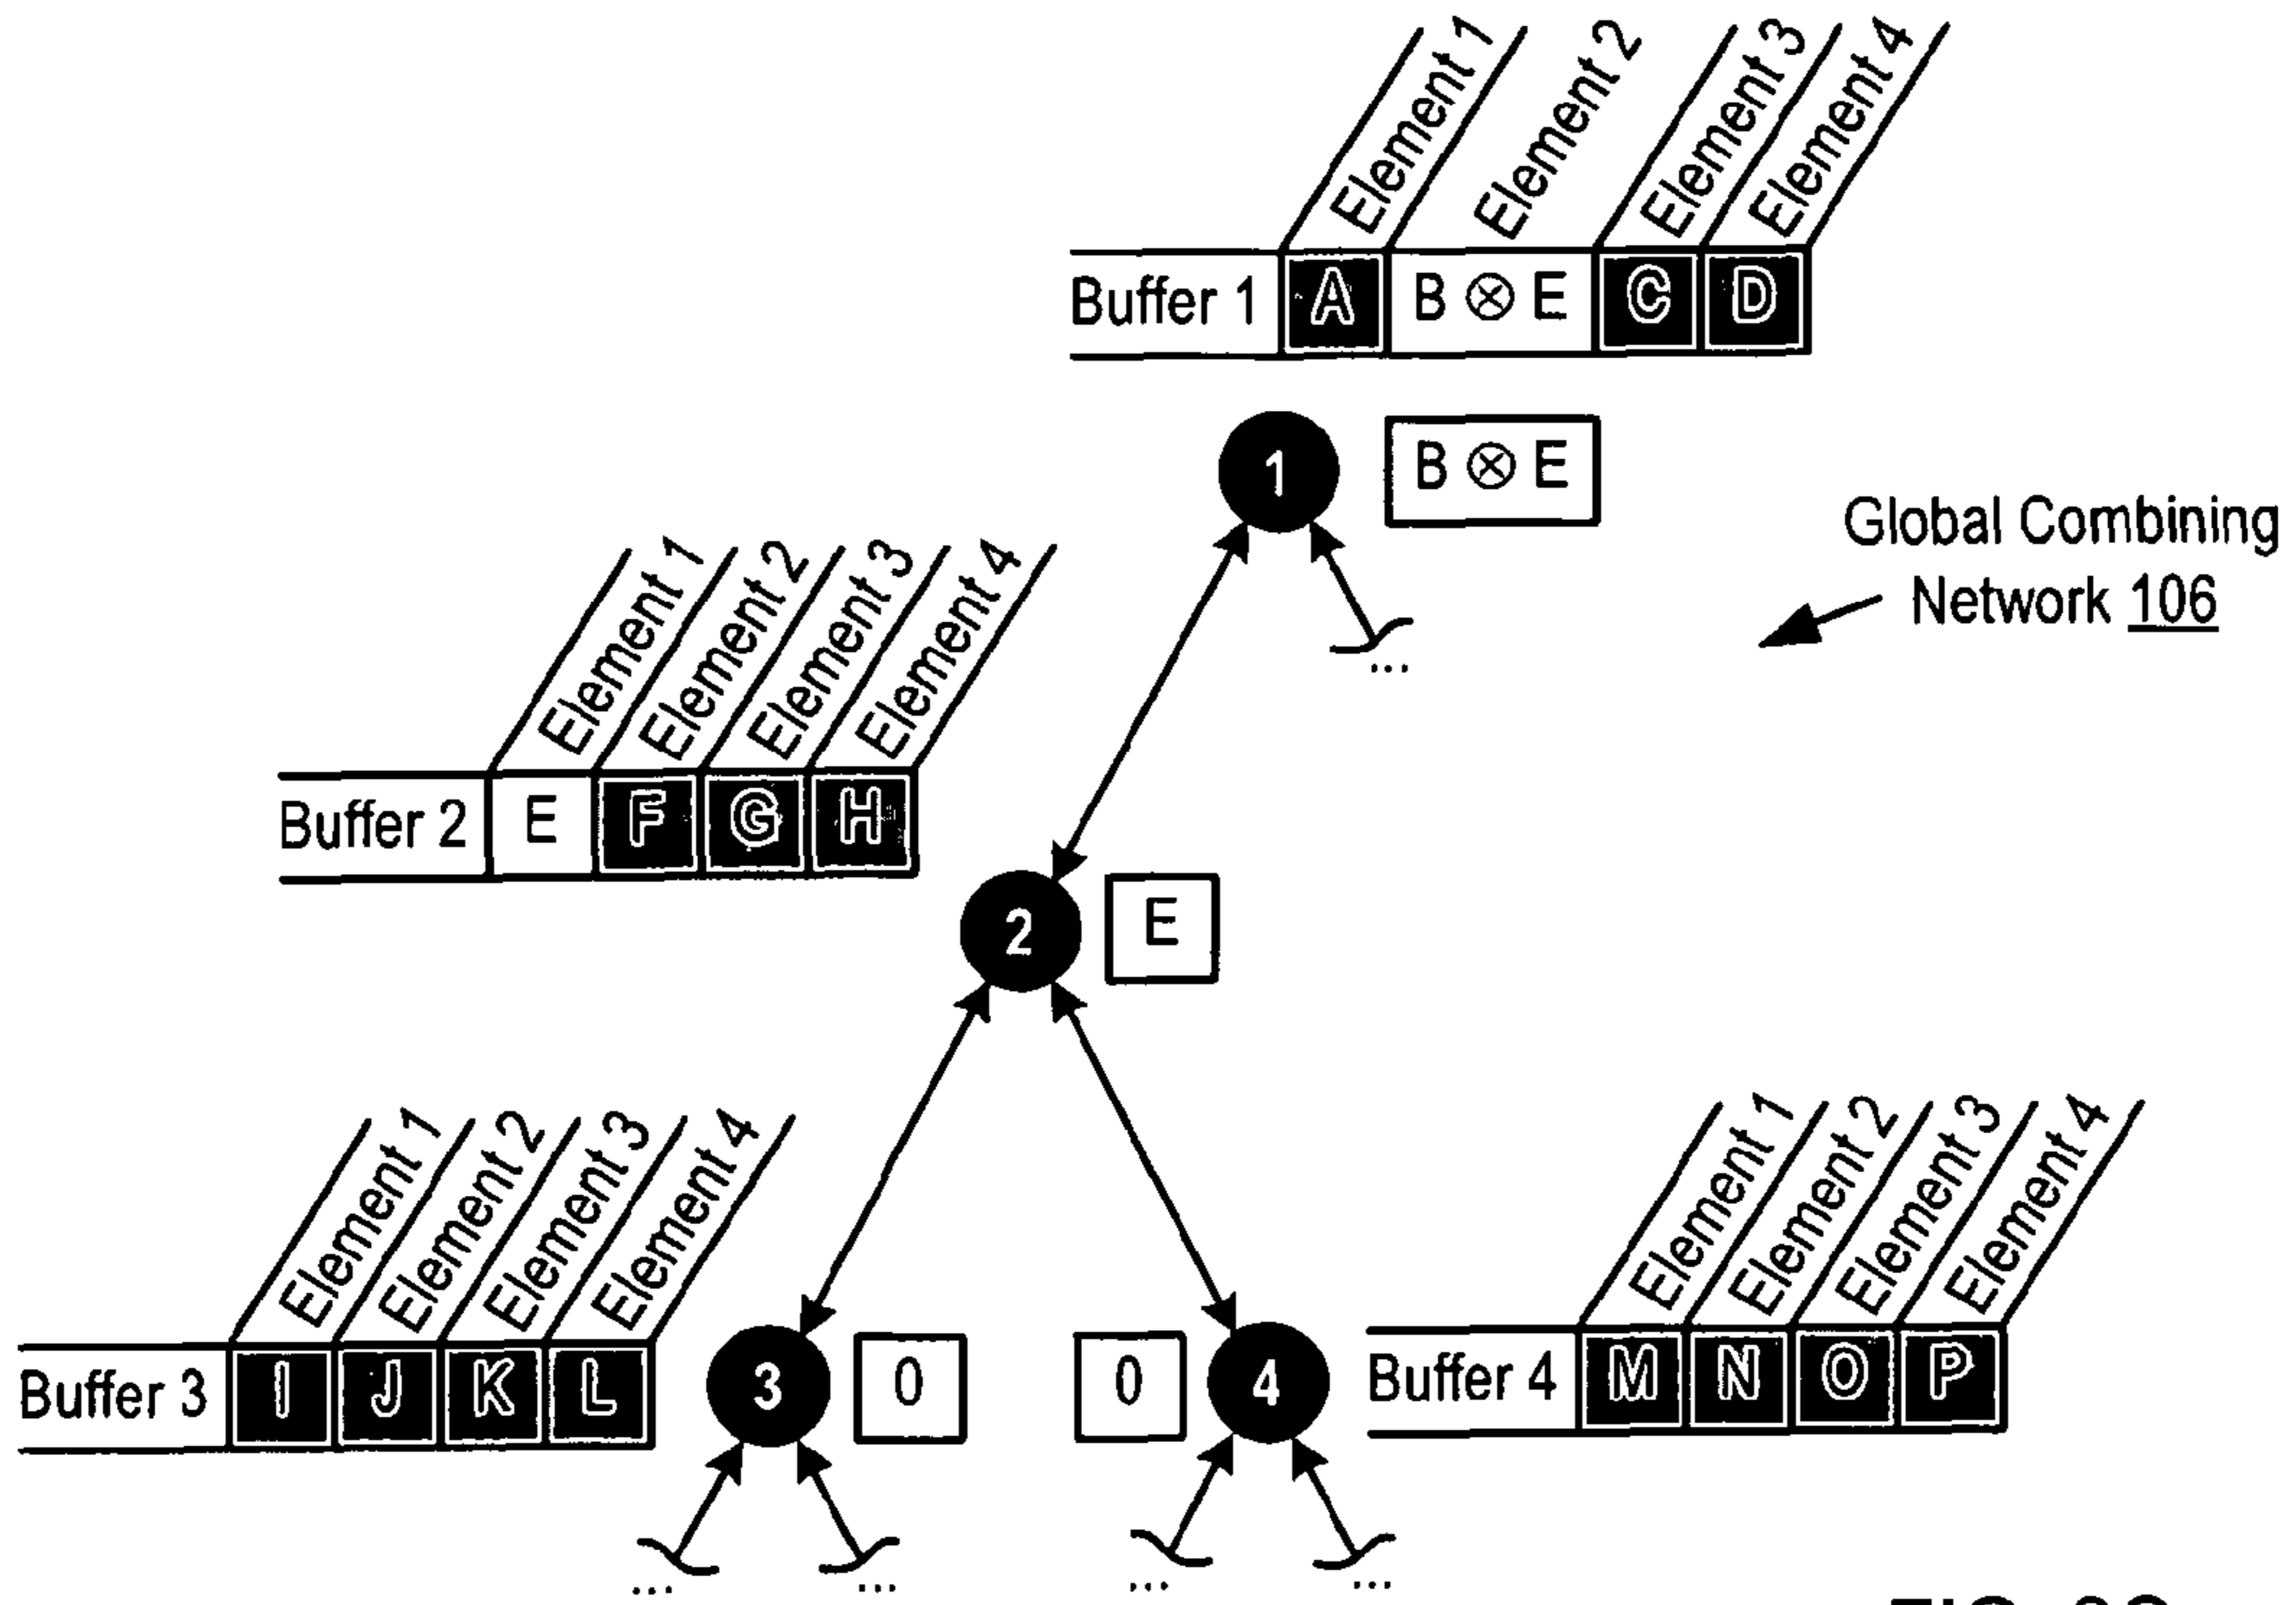 Element 1
Element 2
Element 3
Element 4
Buffer 1 A B ⊗ E C D
1
B ⊗ E
Global Combining
Network 106
...
Element 1
Element 2
Element 3
Element 4
Buffer 2 E F G H
2
E
Element 1
Element 2
Element 3
Element 4
Buffer 3 I J K L
3
0
0
4
Element 1
Element 2
Element 3
Element 4
Buffer 4 M N O P
... ... ... ...